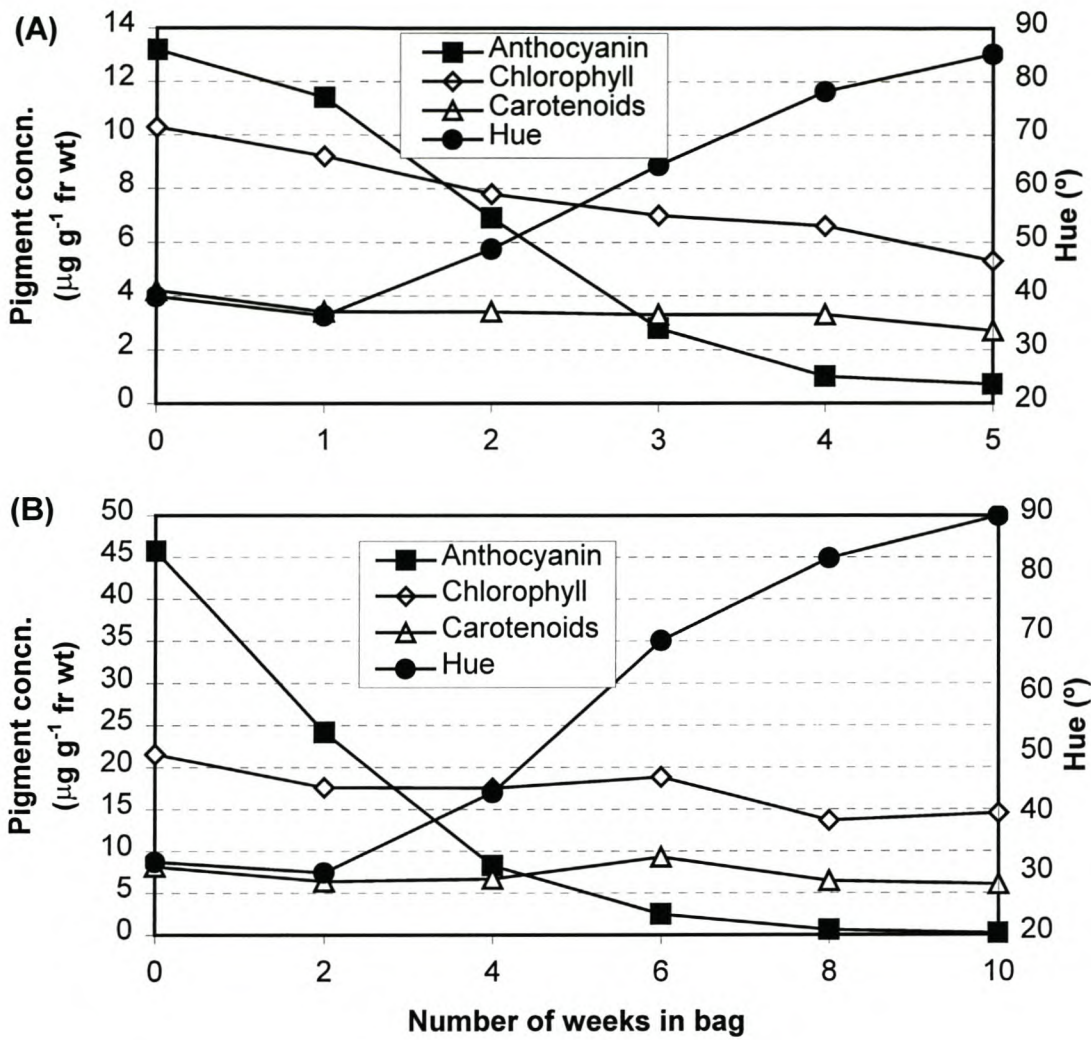 (A)
14
12
10
8
6
4
2
0
Pigment concn.
(µg g⁻¹ fr wt)
Anthocyanin
Chlorophyll
Carotenoids
Hue
90
80
70
60
50
40
30
20
Hue (º)
0 1 2 3 4 5
(B)
50
45
40
35
30
25
20
15
10
5
0
Pigment concn.
(µg g⁻¹ fr wt)
Anthocyanin
Chlorophyll
Carotenoids
Hue
90
80
70
60
50
40
30
20
Hue (º)
0 2 4 6 8 10
Number of weeks in bag